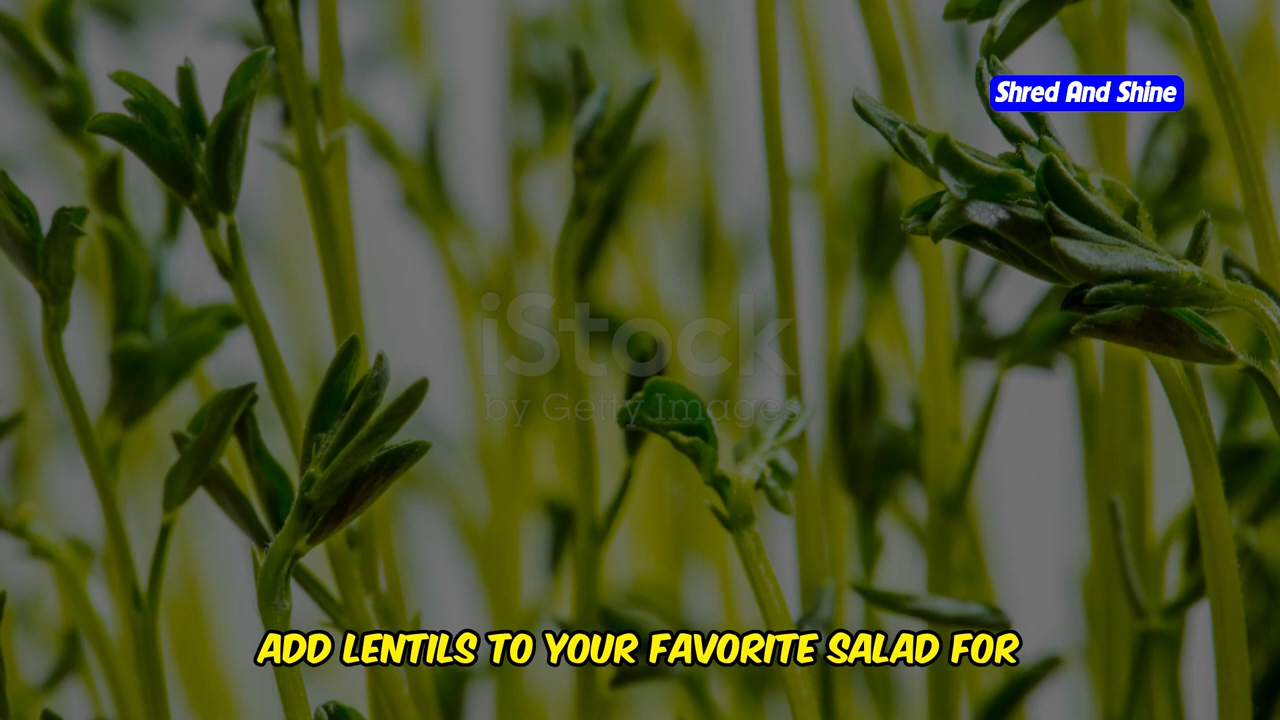 Shred And Shine
iStock
by Getty Images
ADD LENTILS TO YOUR FAVORITE SALAD FOR